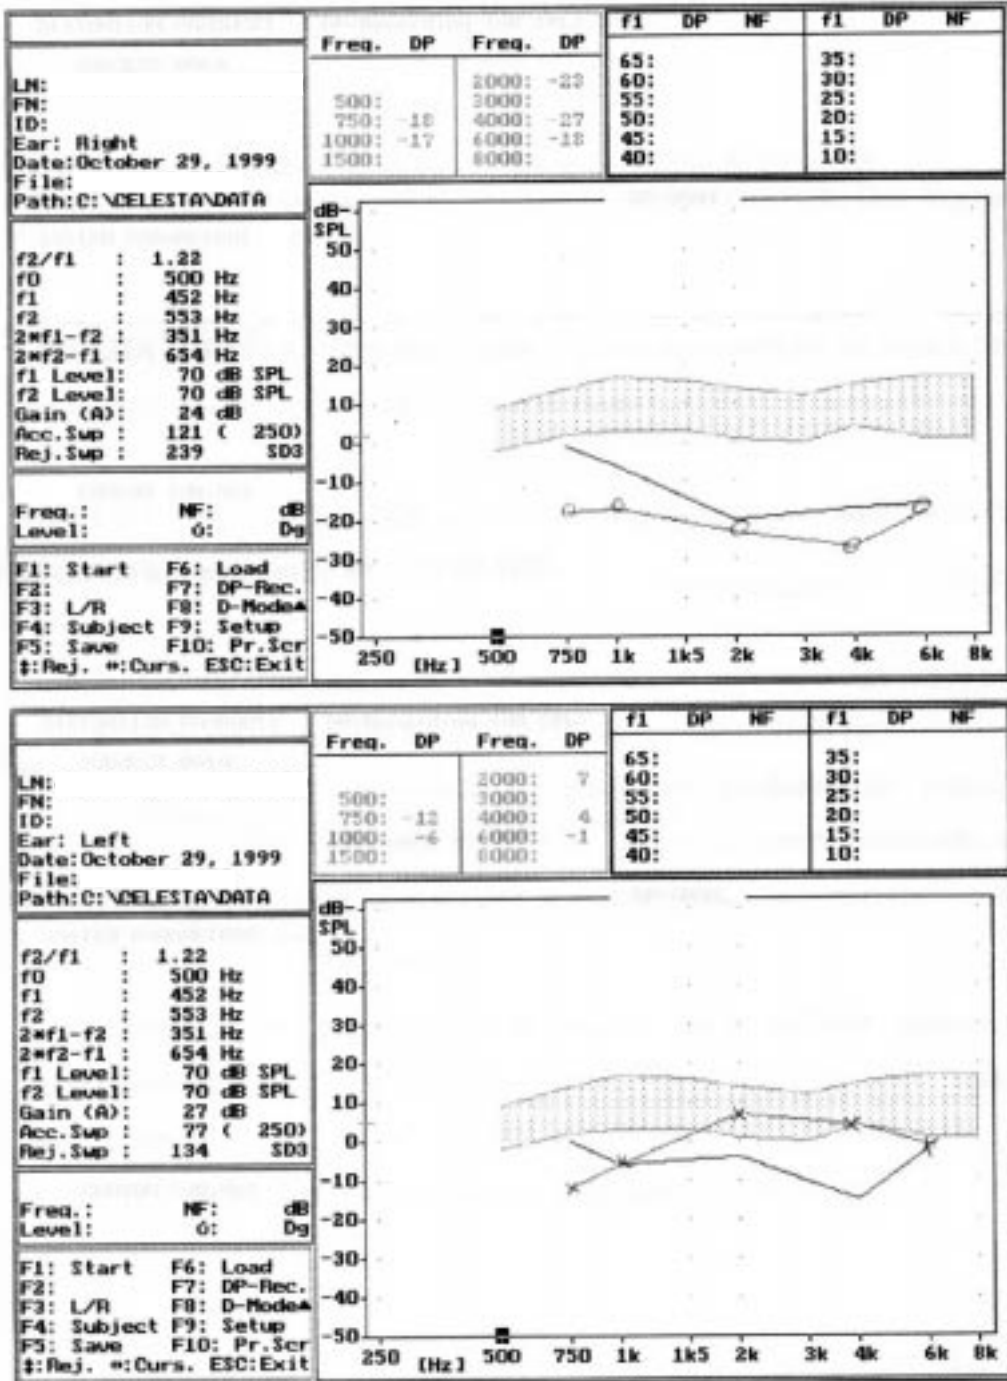 Freq. DP Freq. DP
2000: -23
500: 3000:
750: -18 4000: -27
1000: -17 6000: -18
1500: 8000:
f1 DP NF f1 DP NF
65: 35:
60: 30:
55: 25:
50: 20:
45: 15:
40: 10:
LN:
FN:
ID:
Ear: Right
Date:October 29, 1999
File:
Path:C:\CELESTA\DATA
f2/f1 : 1.22
f0 : 500 Hz
f1 : 452 Hz
f2 : 553 Hz
2*f1-f2 : 351 Hz
2*f2-f1 : 654 Hz
f1 Level: 70 dB SPL
f2 Level: 70 dB SPL
Gain (A): 24 dB
Acc.Swp : 121 ( 250)
Rej.Swp : 239 SD3
Freq.: NF: dB
Level: ó: Dg
F1: Start F6: Load
F2: F7: DP-Rec.
F3: L/R F8: D-Mode▲
F4: Subject F9: Setup
F5: Save F10: Pr.Scr
‡:Rej. ↔:Curs. ESC:Exit
dB-
SPL
50
40
30
20
10
0
-10
-20
-30
-40
-50
250 [Hz] 500 750 1k 1k5 2k 3k 4k 6k 8k
Freq. DP Freq. DP
2000: 7
500: 3000:
750: -12 4000: 4
1000: -6 6000: -1
1500: 8000:
f1 DP NF f1 DP NF
65: 35:
60: 30:
55: 25:
50: 20:
45: 15:
40: 10:
LN:
FN:
ID:
Ear: Left
Date:October 29, 1999
File:
Path:C:\CELESTA\DATA
f2/f1 : 1.22
f0 : 500 Hz
f1 : 452 Hz
f2 : 553 Hz
2*f1-f2 : 351 Hz
2*f2-f1 : 654 Hz
f1 Level: 70 dB SPL
f2 Level: 70 dB SPL
Gain (A): 27 dB
Acc.Swp : 77 ( 250)
Rej.Swp : 134 SD3
Freq.: NF: dB
Level: ó: Dg
F1: Start F6: Load
F2: F7: DP-Rec.
F3: L/R F8: D-Mode▲
F4: Subject F9: Setup
F5: Save F10: Pr.Scr
‡:Rej. ↔:Curs. ESC:Exit
dB-
SPL
50
40
30
20
10
0
-10
-20
-30
-40
-50
250 [Hz] 500 750 1k 1k5 2k 3k 4k 6k 8k